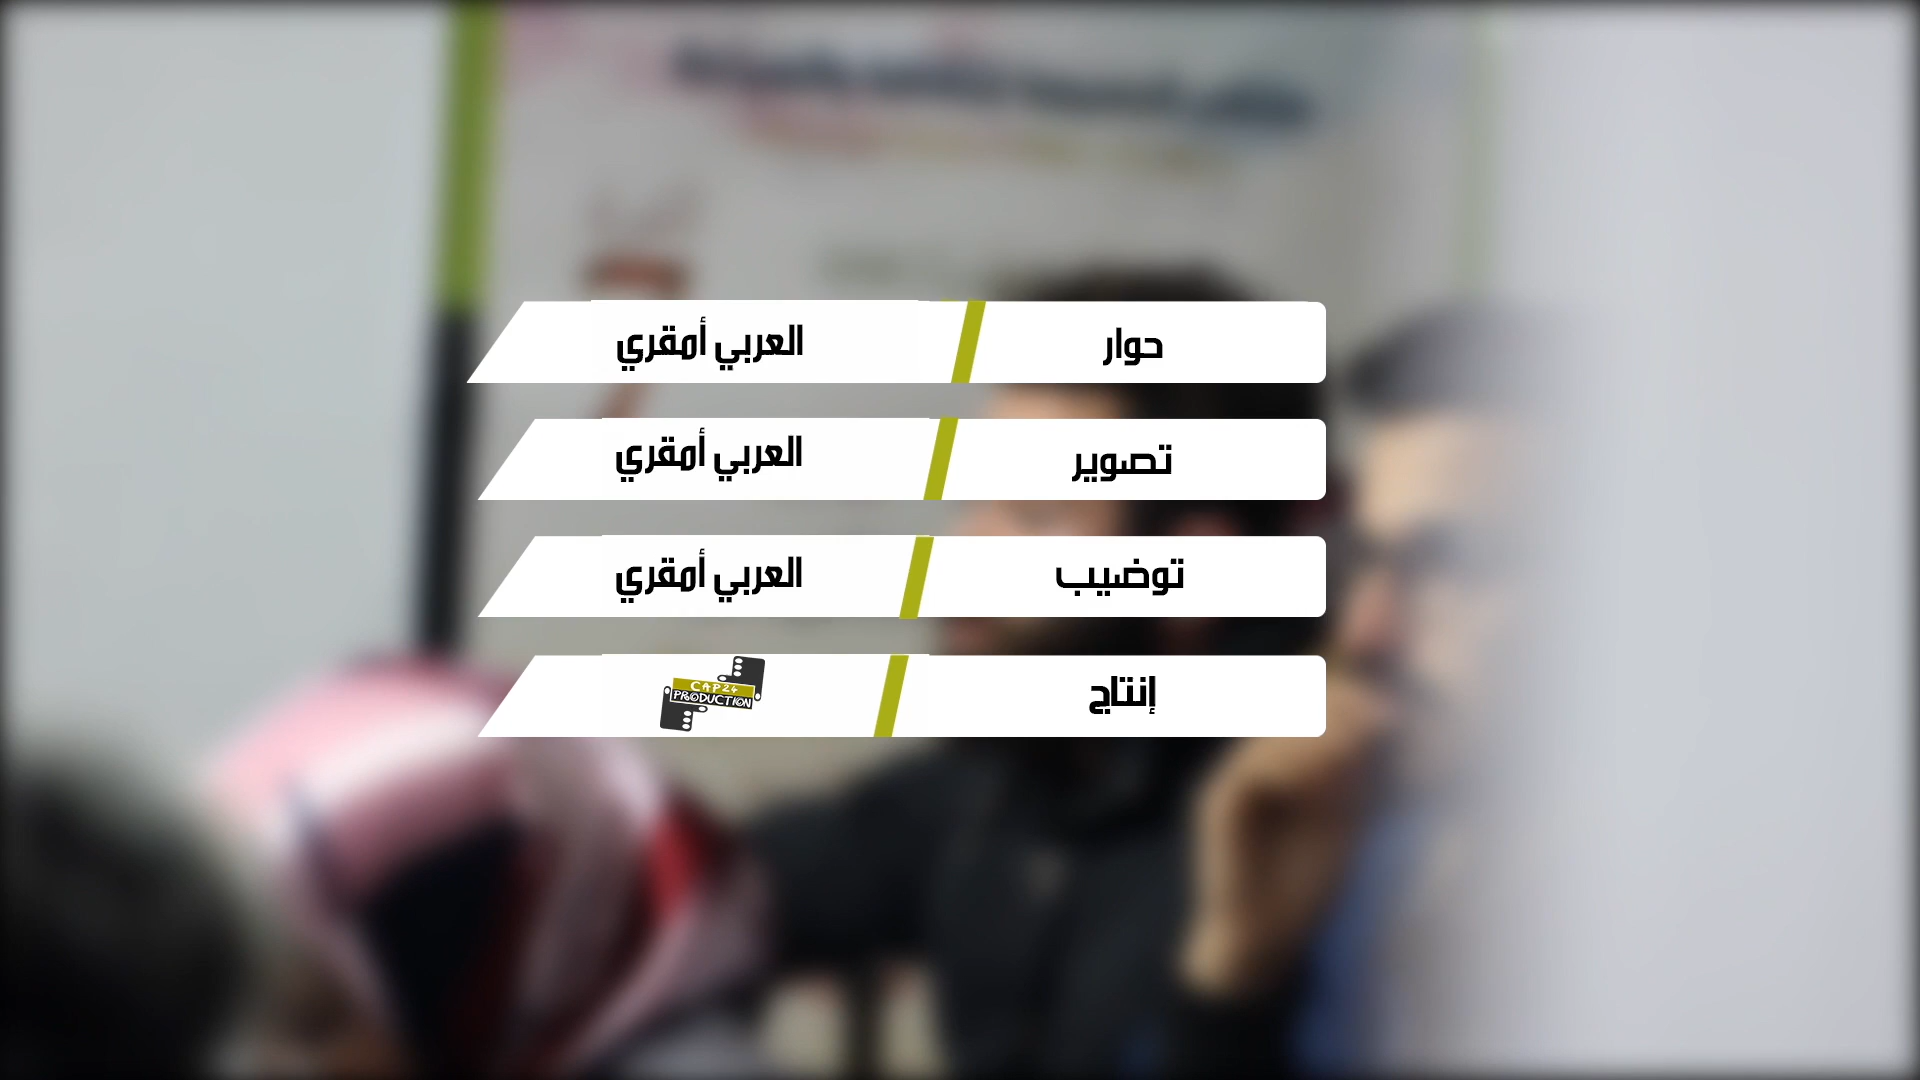 حوار العربي أمقري
تصوير العربي أمقري
توضيب العربي أمقري
إنتاج CAP24
PRODUCTION